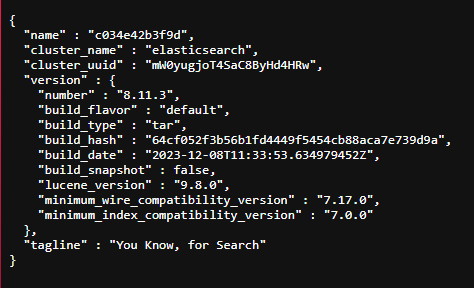 {
  "name" : "c034e42b3f9d",
  "cluster_name" : "elasticsearch",
  "cluster_uuid" : "mW0yugjoT4SaC8ByHd4HRw",
  "version" : {
    "number" : "8.11.3",
    "build_flavor" : "default",
    "build_type" : "tar",
    "build_hash" : "64cf052f3b56b1fd4449f5454cb88aca7e739d9a",
    "build_date" : "2023-12-08T11:33:53.634979452Z",
    "build_snapshot" : false,
    "lucene_version" : "9.8.0",
    "minimum_wire_compatibility_version" : "7.17.0",
    "minimum_index_compatibility_version" : "7.0.0"
  },
  "tagline" : "You Know, for Search"
}